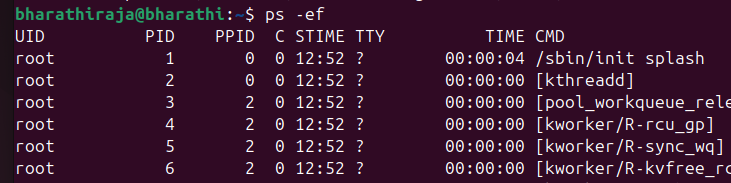 bharathiraja@bharathi:~$ ps -ef
UID          PID    PPID  C STIME TTY          TIME CMD
root           1       0  0 12:52 ?        00:00:04 /sbin/init splash
root           2       0  0 12:52 ?        00:00:00 [kthreadd]
root           3       2  0 12:52 ?        00:00:00 [pool_workqueue_rele
root           4       2  0 12:52 ?        00:00:00 [kworker/R-rcu_gp]
root           5       2  0 12:52 ?        00:00:00 [kworker/R-sync_wq]
root           6       2  0 12:52 ?        00:00:00 [kworker/R-kvfree_rc